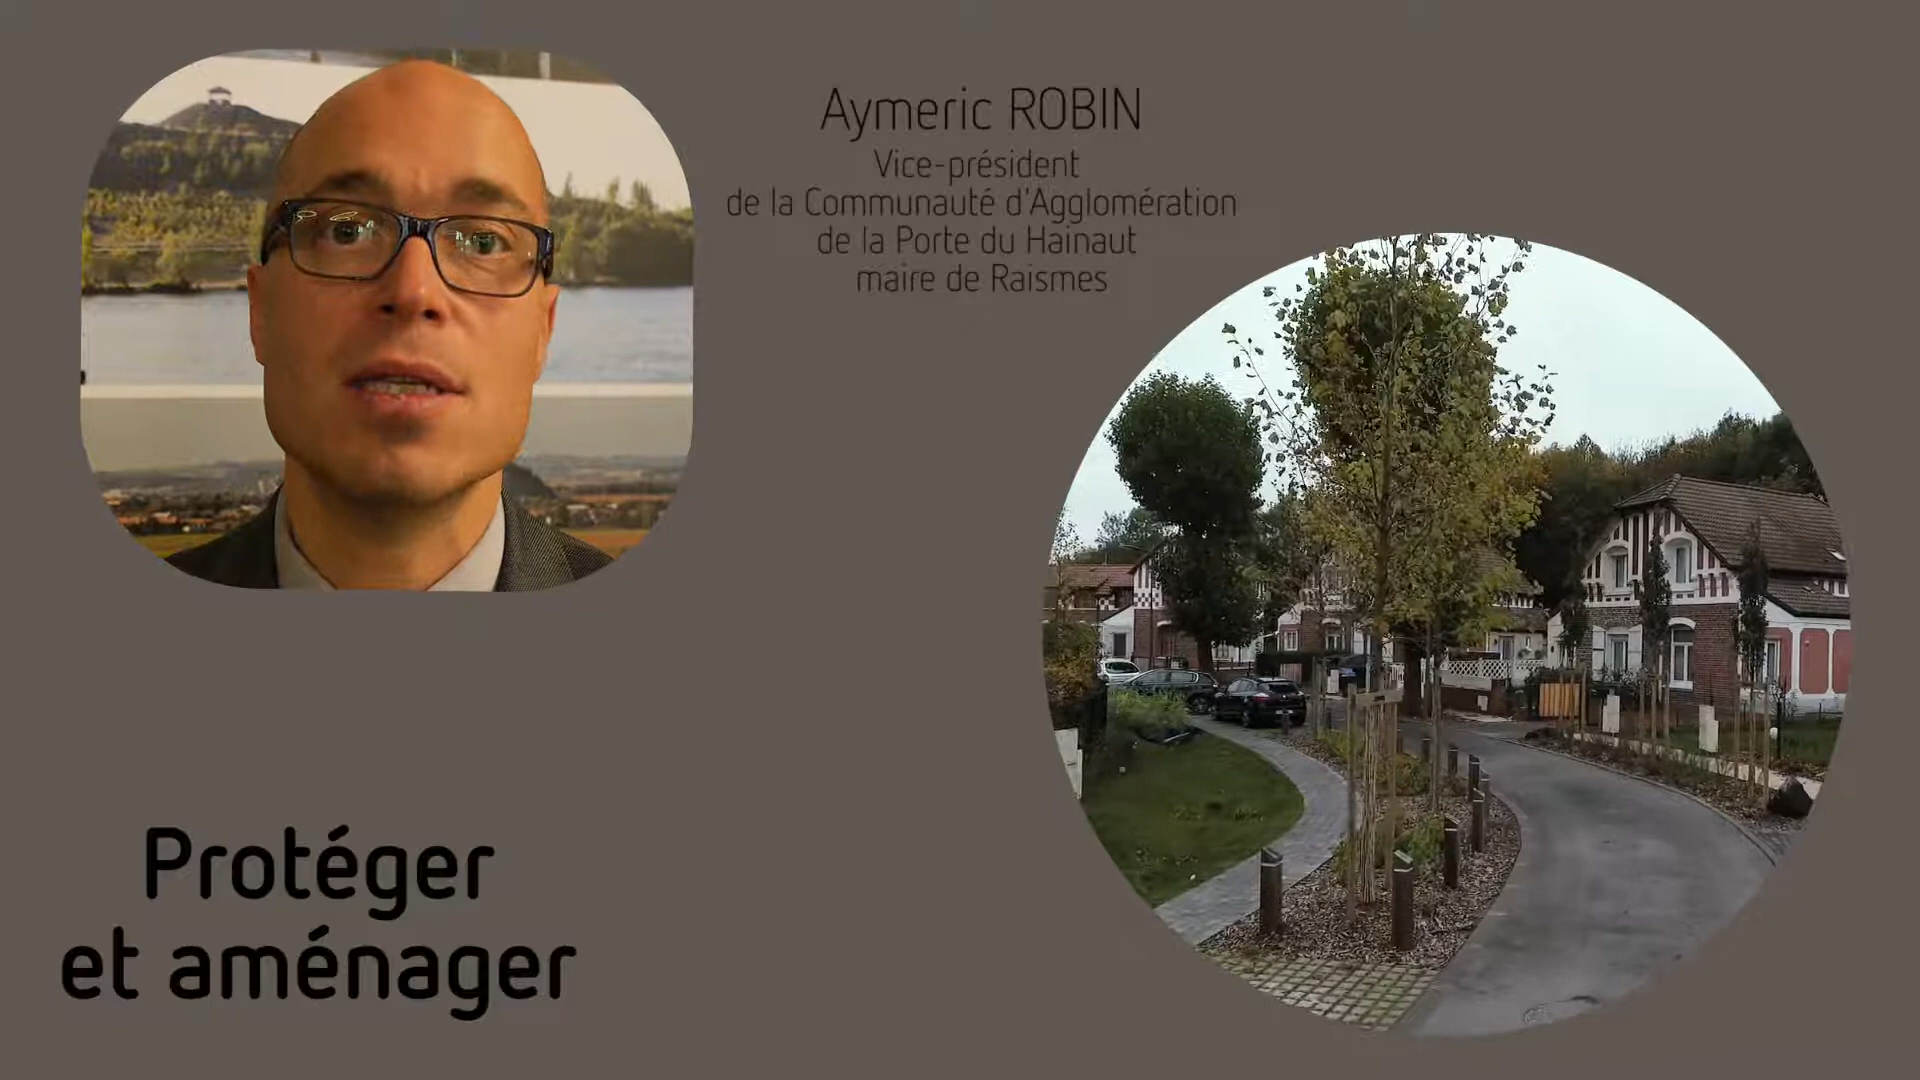 Aymeric ROBIN
Vice-président
de la Communauté d'Agglomération
de la Porte du Hainaut
maire de Raismes
Protéger
et aménager